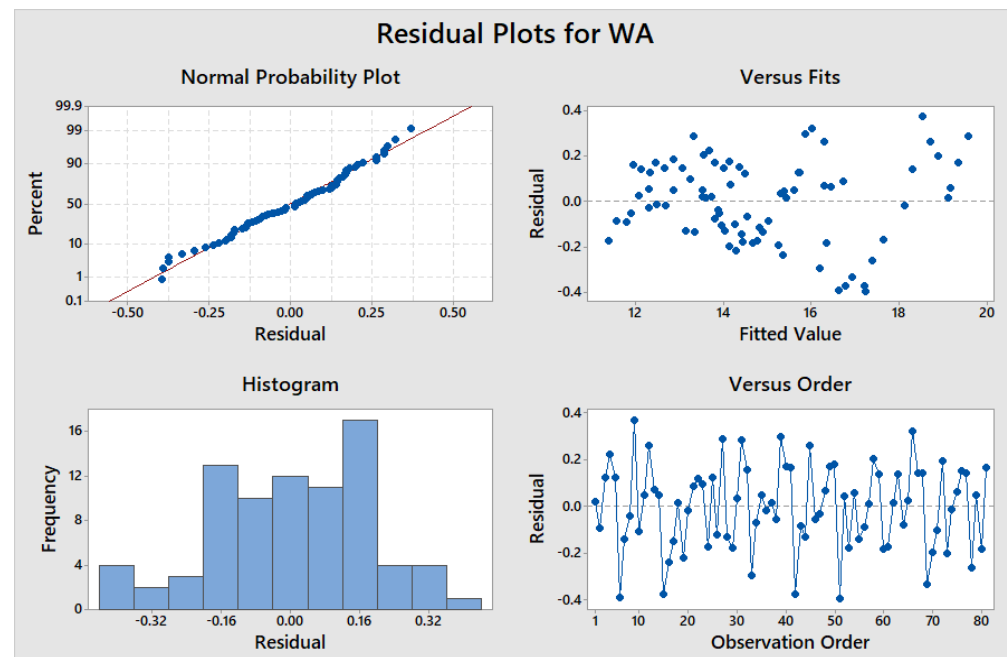 Residual Plots for WA
Normal Probability Plot
Percent
99.9
99
90
50
10
1
0.1
-0.50 -0.25 0.00 0.25 0.50
Residual
Versus Fits
Residual
0.4
0.2
0.0
-0.2
-0.4
12 14 16 18 20
Fitted Value
Histogram
Frequency
16
12
8
4
0
-0.32 -0.16 0.00 0.16 0.32
Residual
Versus Order
Residual
0.4
0.2
0.0
-0.2
-0.4
1 10 20 30 40 50 60 70 80
Observation Order